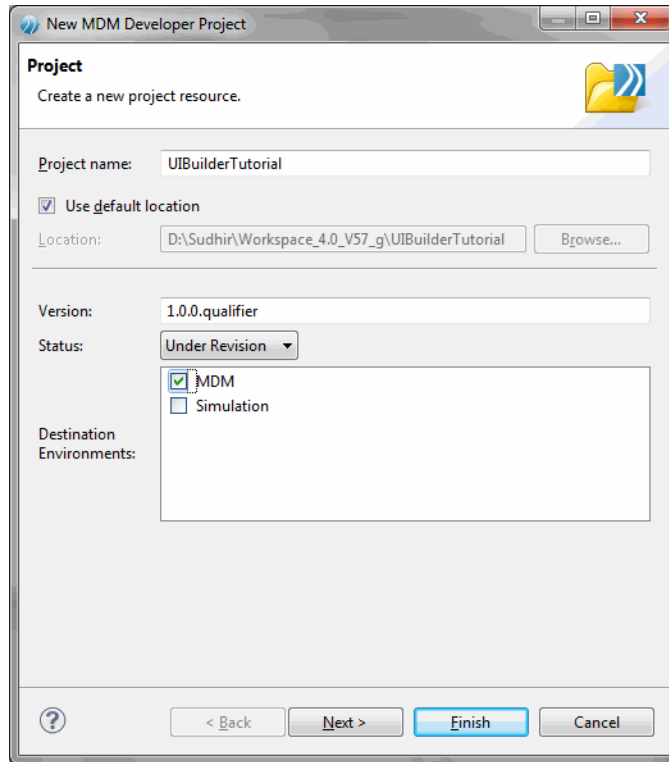 New MDM Developer Project
Project
Create a new project resource.
Project name: UIBuilderTutorial
Use default location
Location: D:\Sudhir\Workspace_4.0_V57_g\UIBuilderTutorial Browse...
Version: 1.0.0.qualifier
Status: Under Revision
MDM
Simulation
Destination
Environments:
? < Back Next > Finish Cancel